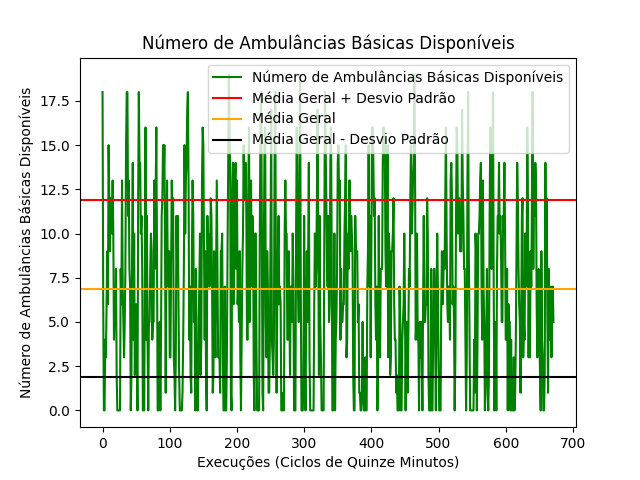 Número de Ambulâncias Básicas Disponíveis
Número de Ambulâncias Básicas Disponíveis
Média Geral + Desvio Padrão
Média Geral
Média Geral - Desvio Padrão
Número de Ambulâncias Básicas Disponíveis
17.5
15.0
12.5
10.0
7.5
5.0
2.5
0.0
0 100 200 300 400 500 600 700
Execuções (Ciclos de Quinze Minutos)